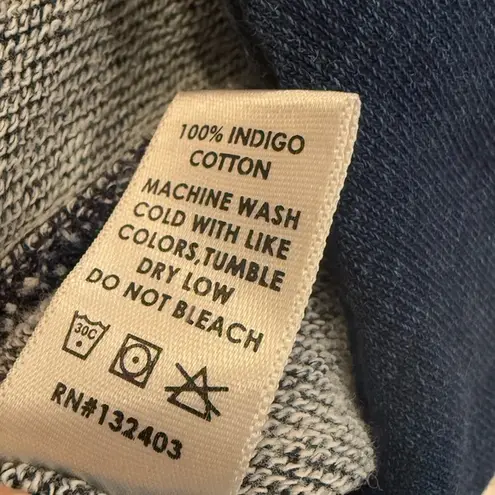 100% INDIGO
COTTON
MACHINE WASH
COLD WITH LIKE
COLORS,TUMBLE
DRY LOW
DO NOT BLEACH
30C
RN#132403